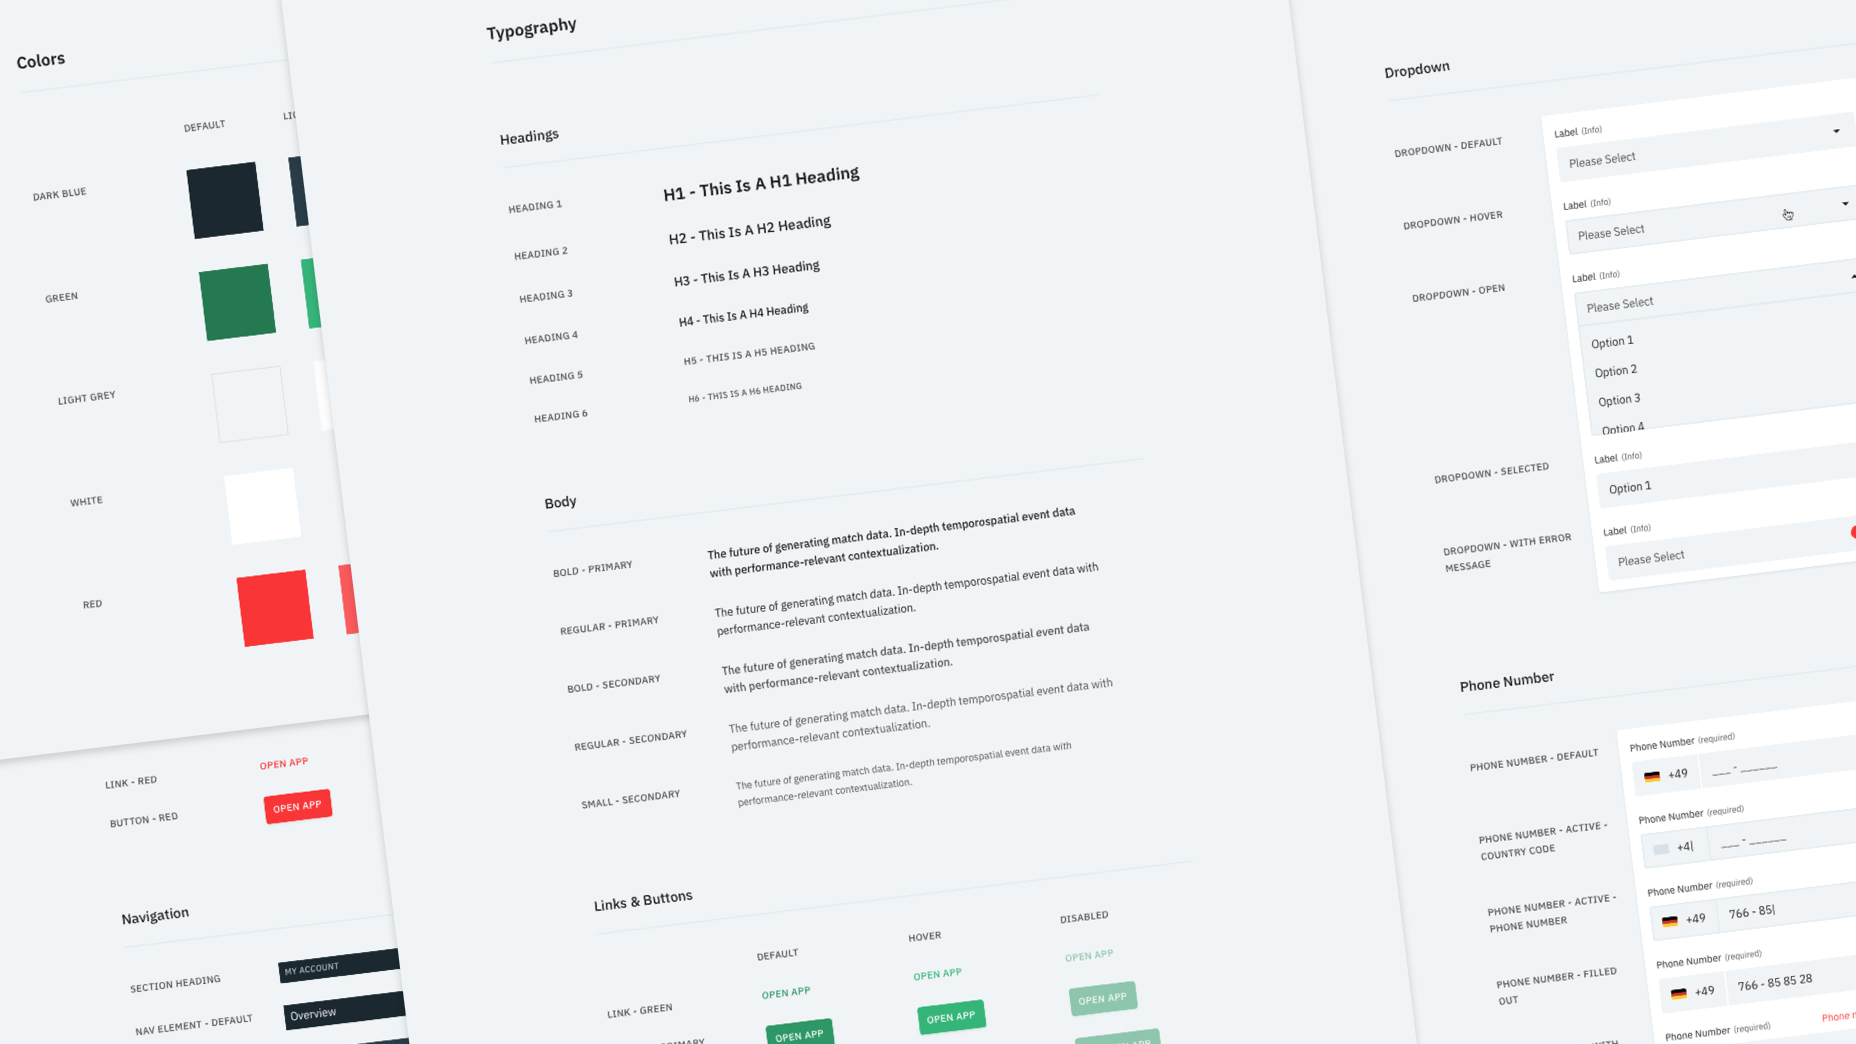 Colors
DEFAULT
DARK BLUE
GREEN
LIGHT GREY
WHITE
RED
LINK - RED
OPEN APP
BUTTON - RED
OPEN APP
Navigation
SECTION HEADING
MY ACCOUNT
NAV ELEMENT - DEFAULT
Overview
Typography
Headings
HEADING 1
H1 - This Is A H1 Heading
HEADING 2
H2 - This Is A H2 Heading
HEADING 3
H3 - This Is A H3 Heading
HEADING 4
H4 - This Is A H4 Heading
HEADING 5
H5 - THIS IS A H5 HEADING
HEADING 6
H6 - THIS IS A H6 HEADING
Body
BOLD - PRIMARY
The future of generating match data. In-depth temporospatial event data
with performance-relevant contextualization.
REGULAR - PRIMARY
The future of generating match data. In-depth temporospatial event data with
performance-relevant contextualization.
BOLD - SECONDARY
The future of generating match data. In-depth temporospatial event data
with performance-relevant contextualization.
REGULAR - SECONDARY
The future of generating match data. In-depth temporospatial event data with
performance-relevant contextualization.
SMALL - SECONDARY
The future of generating match data. In-depth temporospatial event data with
performance-relevant contextualization.
Links & Buttons
DEFAULT
HOVER
DISABLED
LINK - GREEN
OPEN APP
OPEN APP
OPEN APP
OPEN APP
OPEN APP
OPEN APP
Dropdown
DROPDOWN - DEFAULT
Label (Info)
Please Select
DROPDOWN - HOVER
Label (Info)
Please Select
DROPDOWN - OPEN
Label (Info)
Please Select
Option 1
Option 2
Option 3
Option 4
DROPDOWN - SELECTED
Label (Info)
Option 1
DROPDOWN - WITH ERROR
MESSAGE
Label (Info)
Please Select
Phone Number
PHONE NUMBER - DEFAULT
Phone Number (required)
+49
___ - ______
PHONE NUMBER - ACTIVE -
COUNTRY CODE
Phone Number (required)
+4|
___ - ______
PHONE NUMBER - ACTIVE -
PHONE NUMBER
Phone Number (required)
+49
766 - 85|
PHONE NUMBER - FILLED
OUT
Phone Number (required)
+49
766 - 85 85 28
Phone Number (required)
Phone